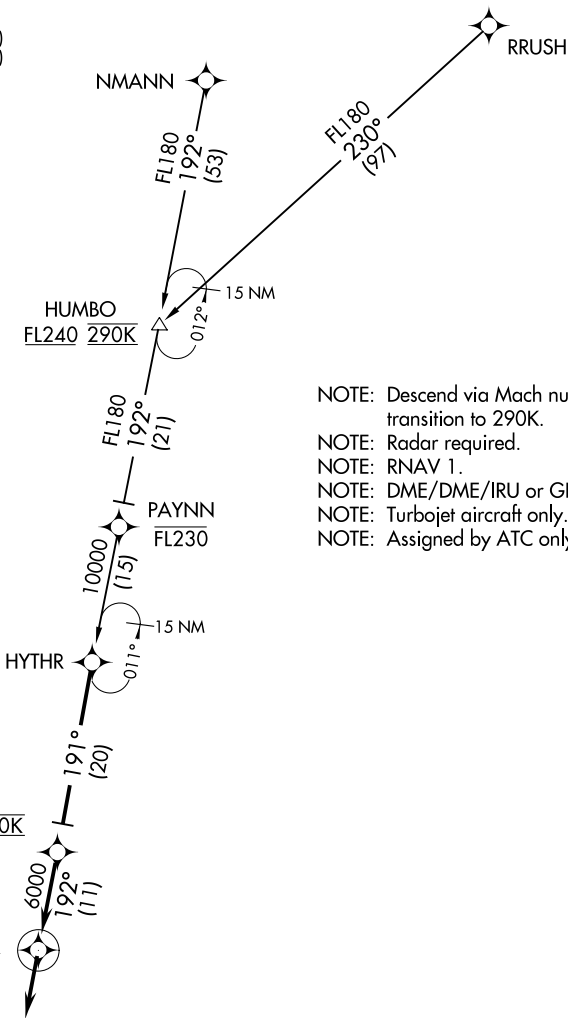 RRUSH
NMANN
FL180
192°
(53)
FL180
230°
(97)
15 NM
012°
HUMBO
FL240 290K
FL180
192°
(21)
NOTE: Descend via Mach
transition to 290K.
NOTE: Radar required.
NOTE: RNAV 1.
NOTE: DME/DME/IRU or
NOTE: Turbojet aircraft only.
NOTE: Assigned by ATC only
PAYNN
FL230
10000
(15)
15 NM
011°
HYTHR
191°
(20)
0K
6000
192°
(11)